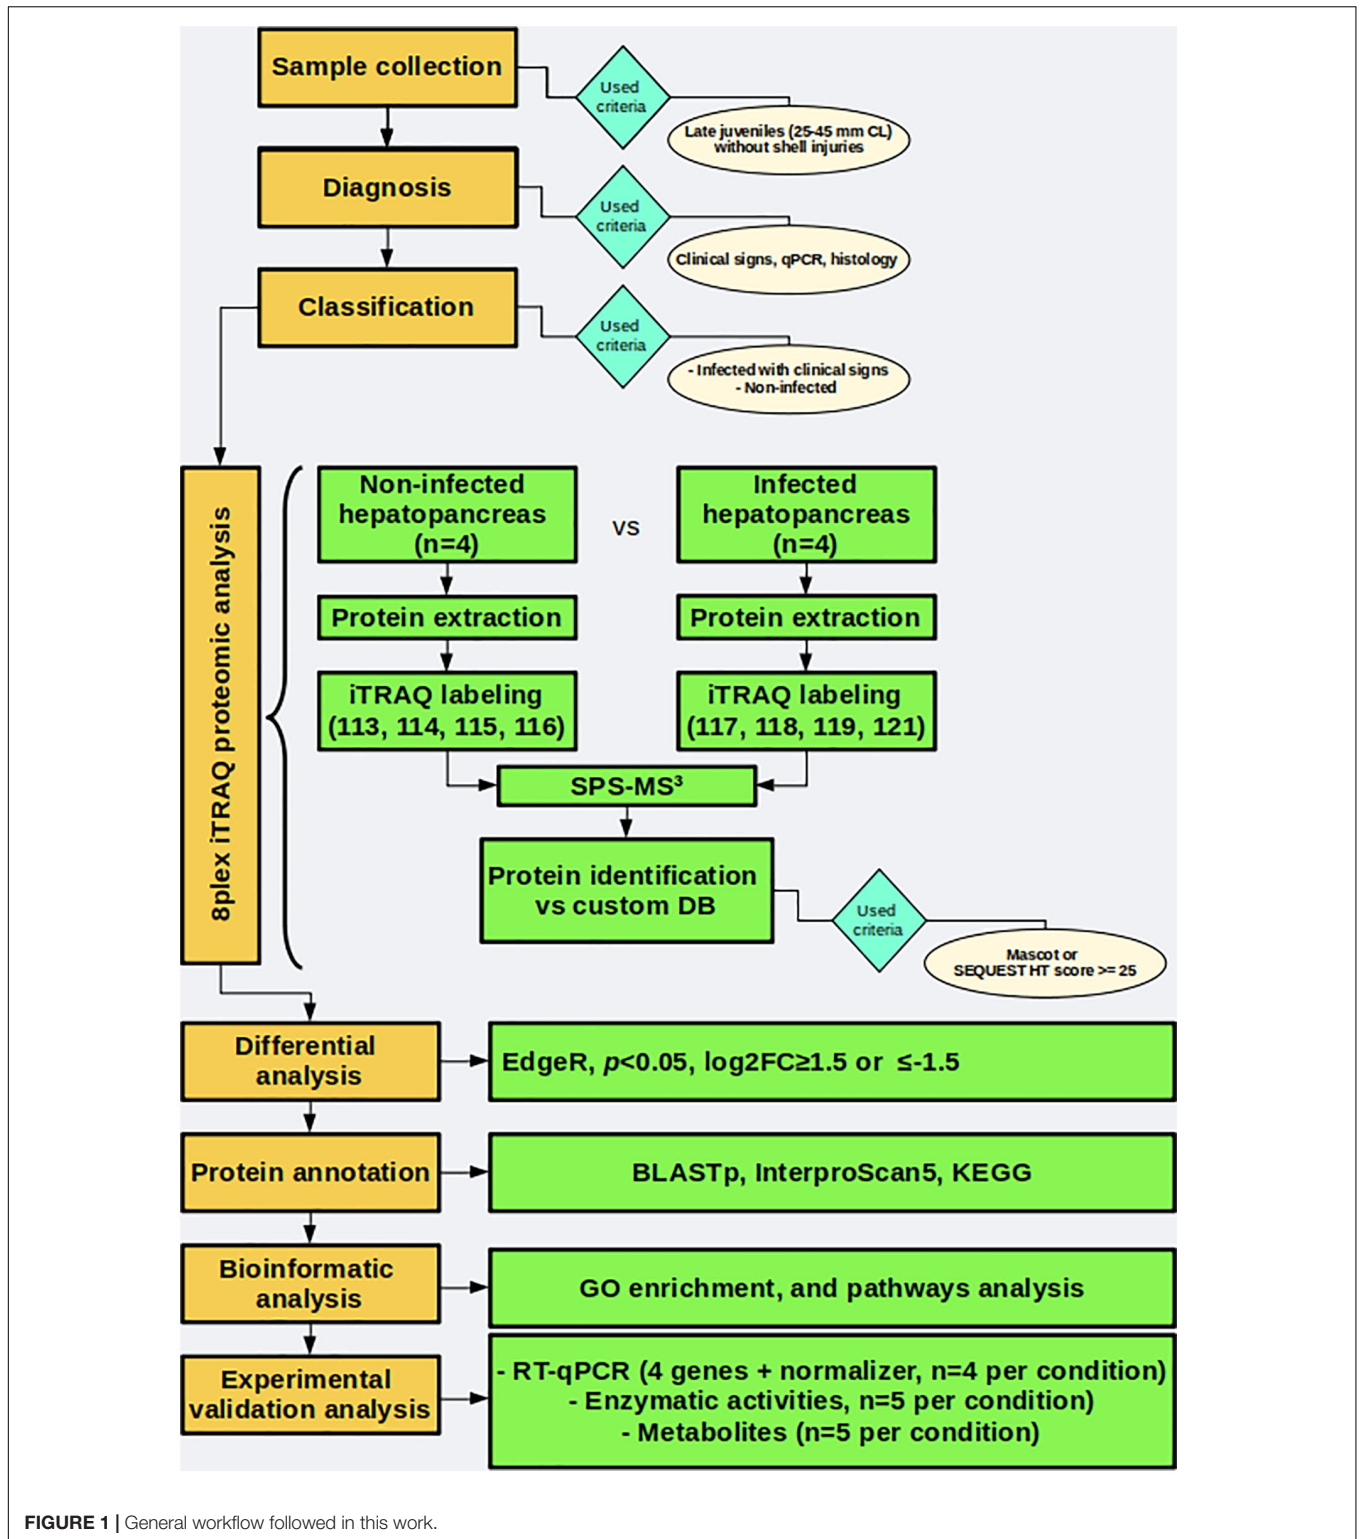 Sample collection
Used
criteria
Late juveniles (25-45 mm CL)
without shell injuries
Diagnosis
Used
criteria
Clinical signs, qPCR, histology
Classification
Used
criteria
- Infected with clinical signs
- Non-infected
8plex iTRAQ proteomic analysis
Non-infected
hepatopancreas
(n=4)
vs
Infected
hepatopancreas
(n=4)
Protein extraction
Protein extraction
iTRAQ labeling
(113, 114, 115, 116)
iTRAQ labeling
(117, 118, 119, 121)
SPS-MS³
Protein identification
vs custom DB
Used
criteria
Mascot or
SEQUEST HT score >= 25
Differential
analysis
EdgeR, p<0.05, log2FC≥1.5 or ≤-1.5
Protein annotation
BLASTp, InterproScan5, KEGG
Bioinformatic
analysis
GO enrichment, and pathways analysis
Experimental
validation analysis
- RT-qPCR (4 genes + normalizer, n=4 per condition)
- Enzymatic activities, n=5 per condition)
- Metabolites (n=5 per condition)
FIGURE 1 | General workflow followed in this work.